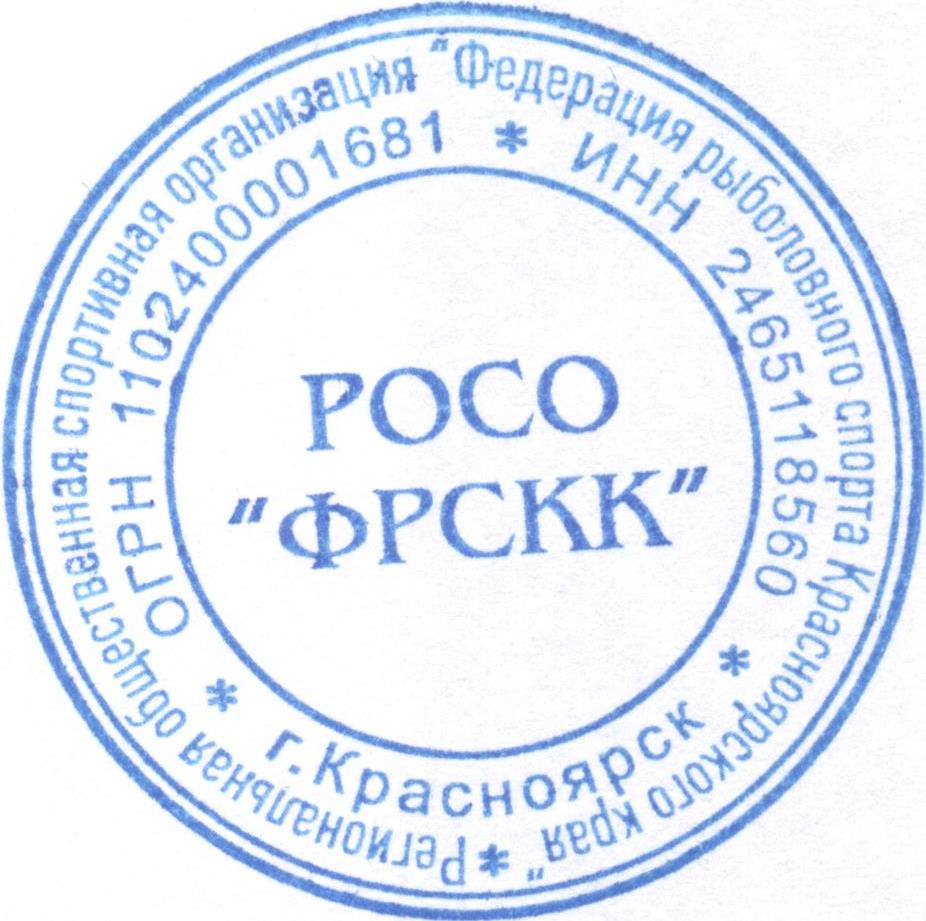 * Региональная общественная спортивная организация "Федерация рыболовного спорта Красноярского края"
ОГРН 1102400001681 * ИНН 2465118560 *
г.Красноярск *
РОСО
"ФРСКК"